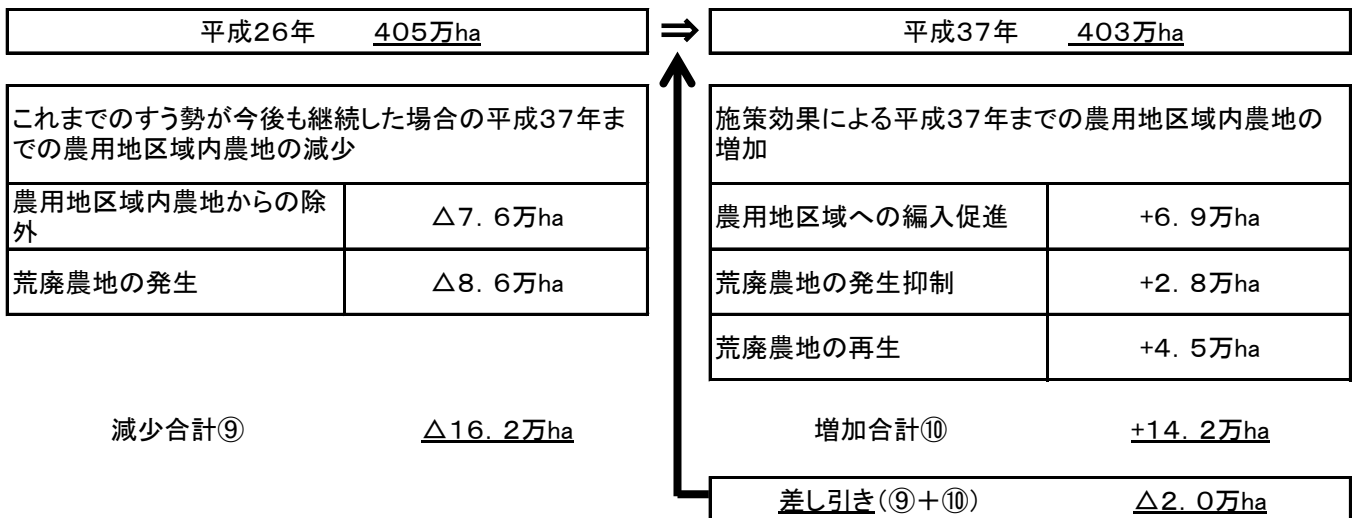 平成26年 405万ha
⇒
平成37年 403万ha
これまでのすう勢が今後も継続した場合の平成37年ま
での農用地区域内農地の減少
農用地区域内農地からの除
外
△7．6万ha
荒廃農地の発生
△8．6万ha
減少合計⑨
△16．2万ha
施策効果による平成37年までの農用地区域内農地の
増加
農用地区域への編入促進
+6．9万ha
荒廃農地の発生抑制
+2．8万ha
荒廃農地の再生
+4．5万ha
増加合計⑩
+14．2万ha
差し引き(⑨＋⑩)
△2．0万ha